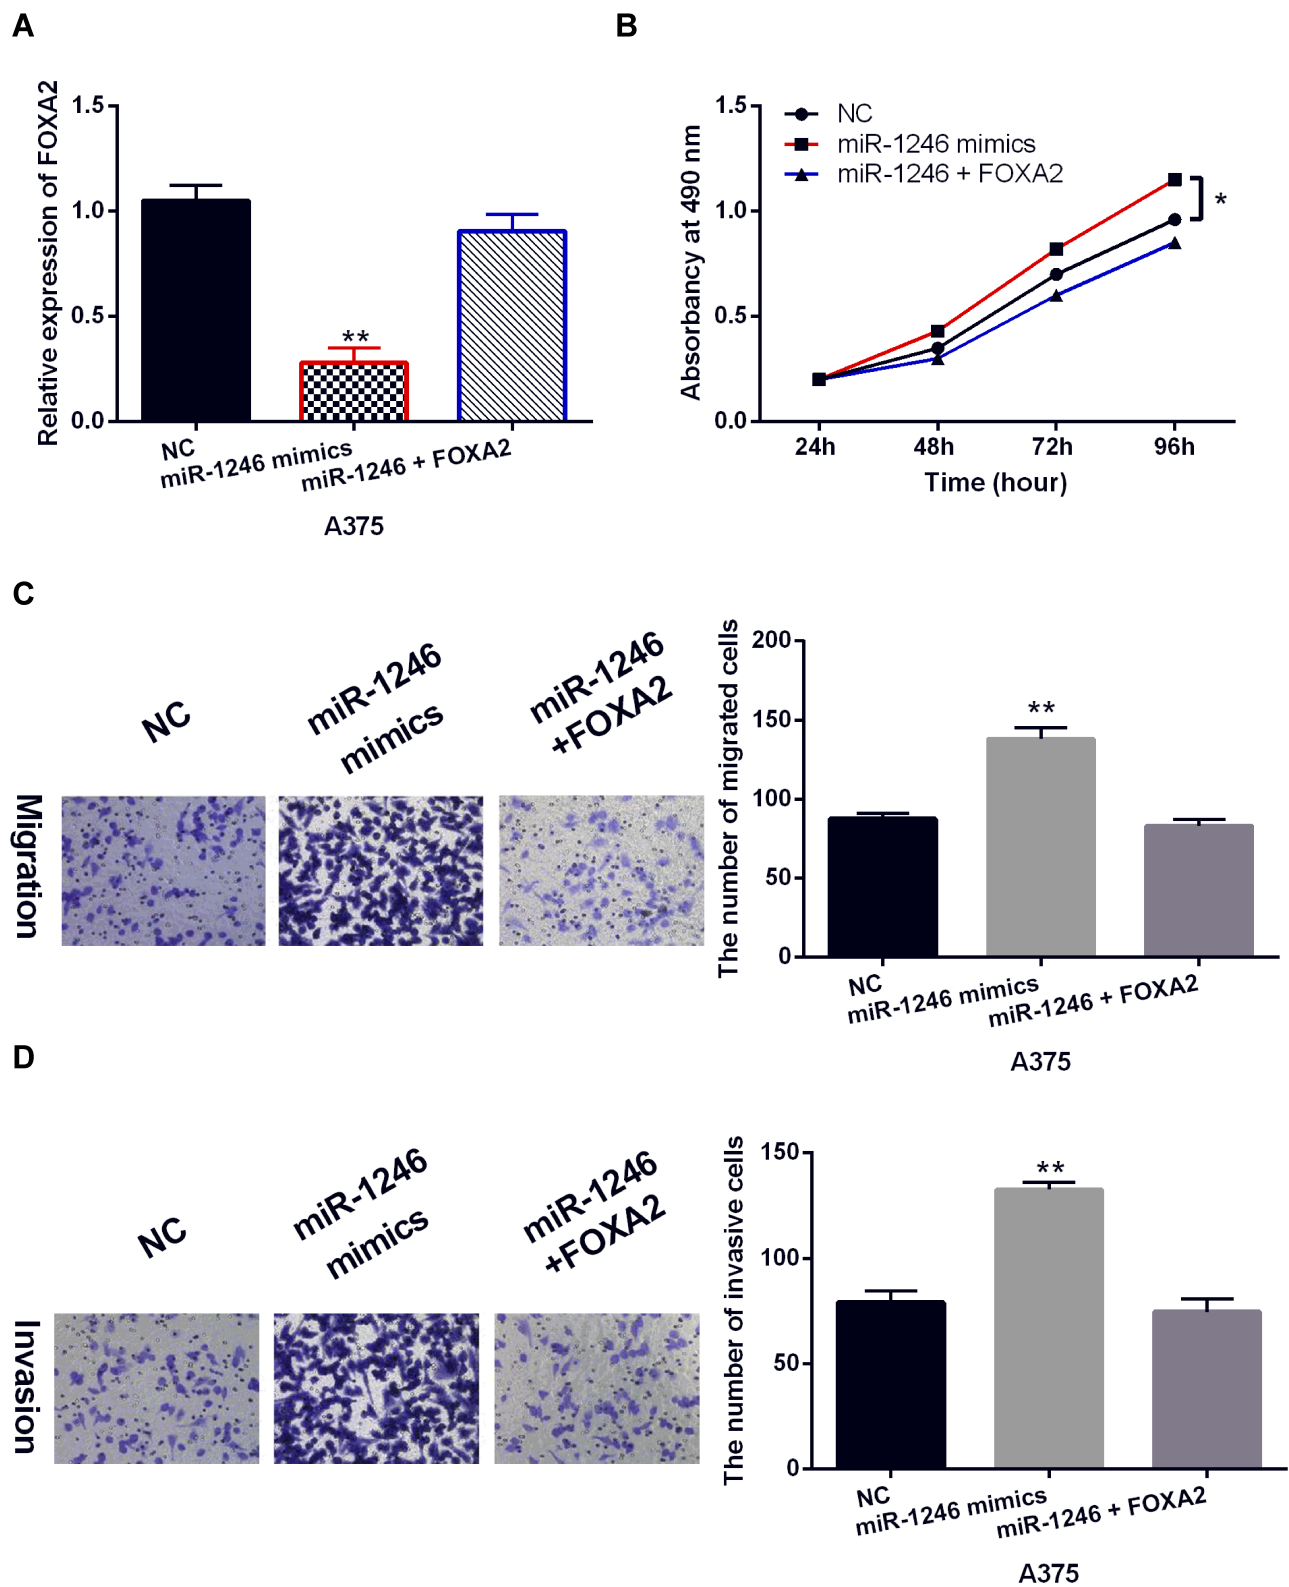 A
Relative expression of FOXA2
1.5
1.0
0.5
0.0
**
NC
miR-1246 mimics
miR-1246 + FOXA2
A375
B
Absorbancy at 490 nm
1.5
1.0
0.5
0.0
NC
miR-1246 mimics
miR-1246 + FOXA2
*
24h 48h 72h 96h
Time (hour)
C
NC
miR-1246
mimics
miR-1246
+FOXA2
Migration
The number of migrated cells
200
150
100
50
0
**
NC
miR-1246 mimics
miR-1246 + FOXA2
A375
D
NC
miR-1246
mimics
miR-1246
+FOXA2
Invasion
The number of invasive cells
150
100
50
0
**
NC
miR-1246 mimics
miR-1246 + FOXA2
A375